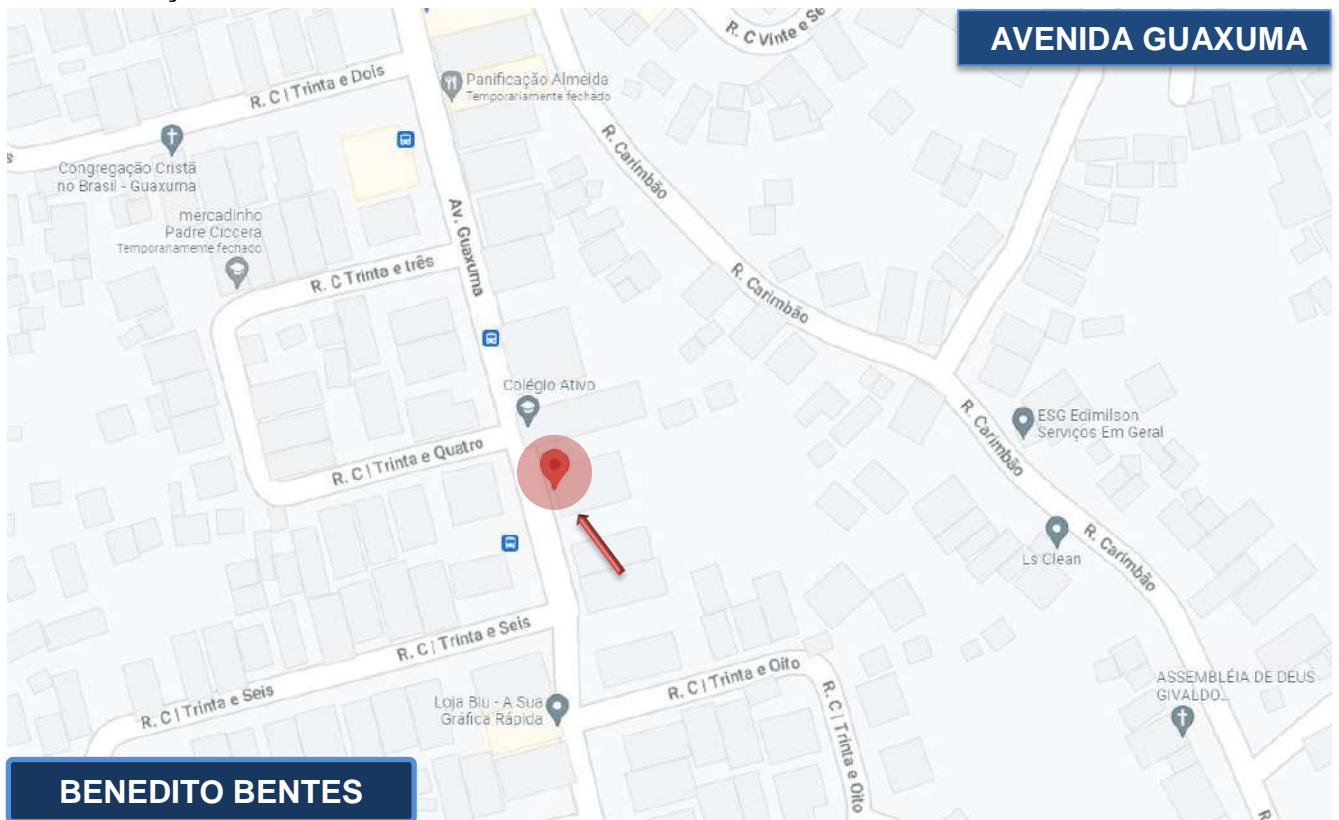 R. C Vinte e Se
AVENIDA GUAXUMA
Panificação Almeida
Temporariamente fechado
R. C | Trinta e Dois
R. Carimbão
Congregação Cristã
no Brasil - Guaxuma
mercadinho
Padre Ciccera
Temporariamente fechado
Av. Guaxuma
R. C Trinta e três
R. Carimbão
Colégio Ativo
R. Carimbão
ESG Edimilson
Serviços Em Geral
R. C | Trinta e Quatro
R. Carimbão
Ls Clean
R. C | Trinta e Seis
R. C | Trinta e Oito
ASSEMBLÉIA DE DEUS
GIVALDO...
R. C | Trinta e Seis
Loja Blu - A Sua
Gráfica Rápida
R. C | Trinta e Oito
BENEDITO BENTES
R